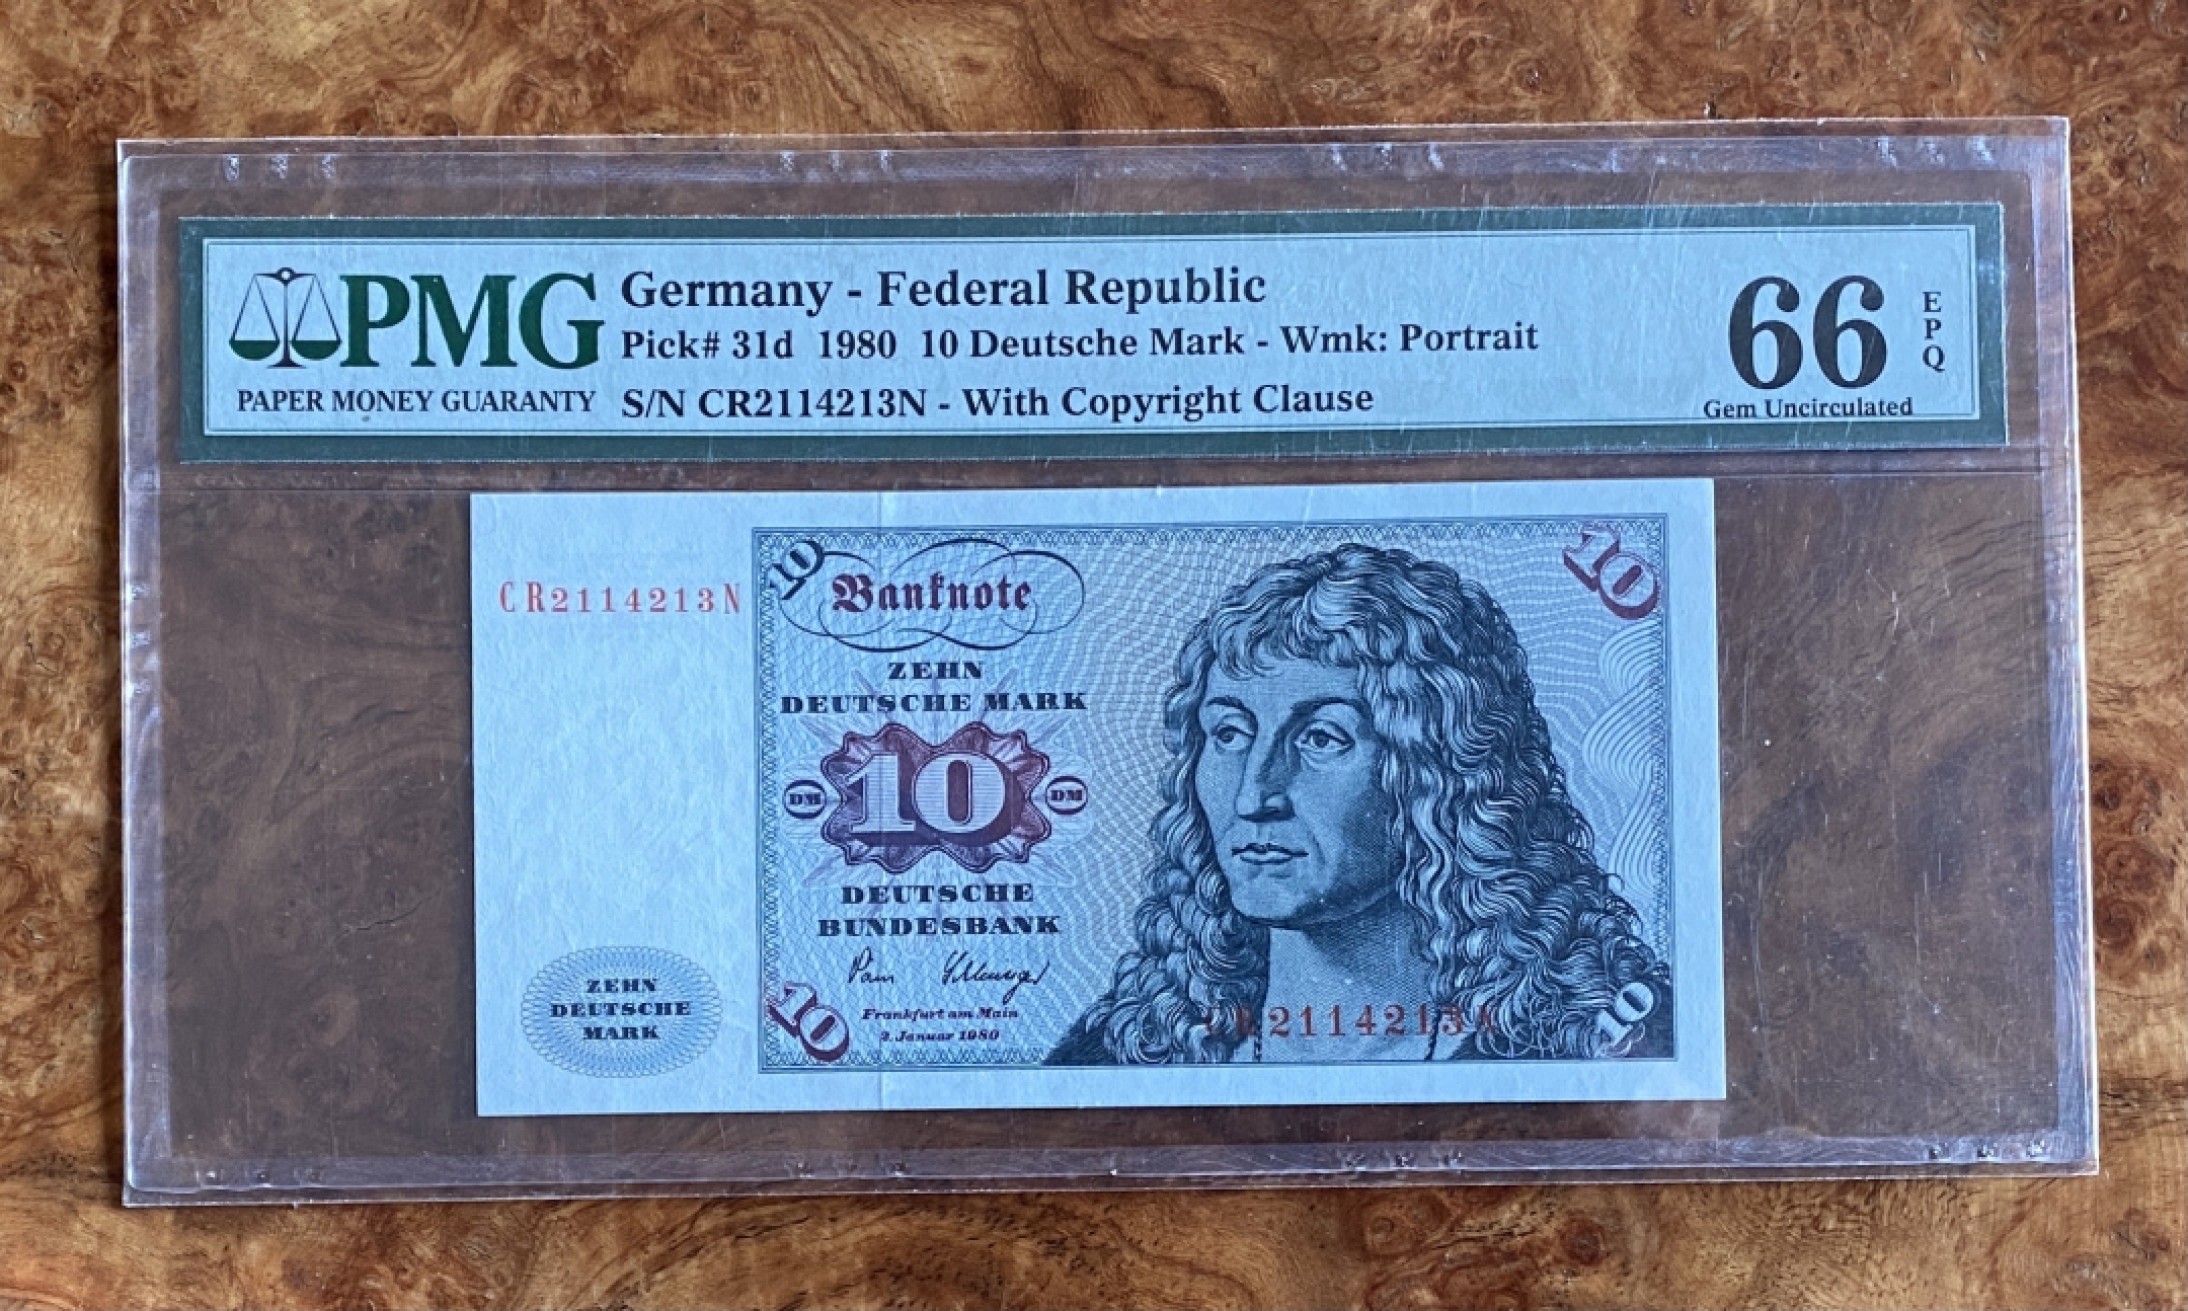 PMG
PAPER MONEY GUARANTY
Germany - Federal Republic
Pick# 31d 1980 10 Deutsche Mark - Wmk: Portrait
S/N CR2114213N - With Copyright Clause
66
EPQ
Gem Uncirculated
CR2114213N
10
Banknote
10
ZEHN
DEUTSCHE MARK
DM 10 DM
DEUTSCHE
BUNDESBANK
Frankfurt am Main
2. Januar 1980
ZEHN
DEUTSCHE
MARK
10
CR2114213N
10